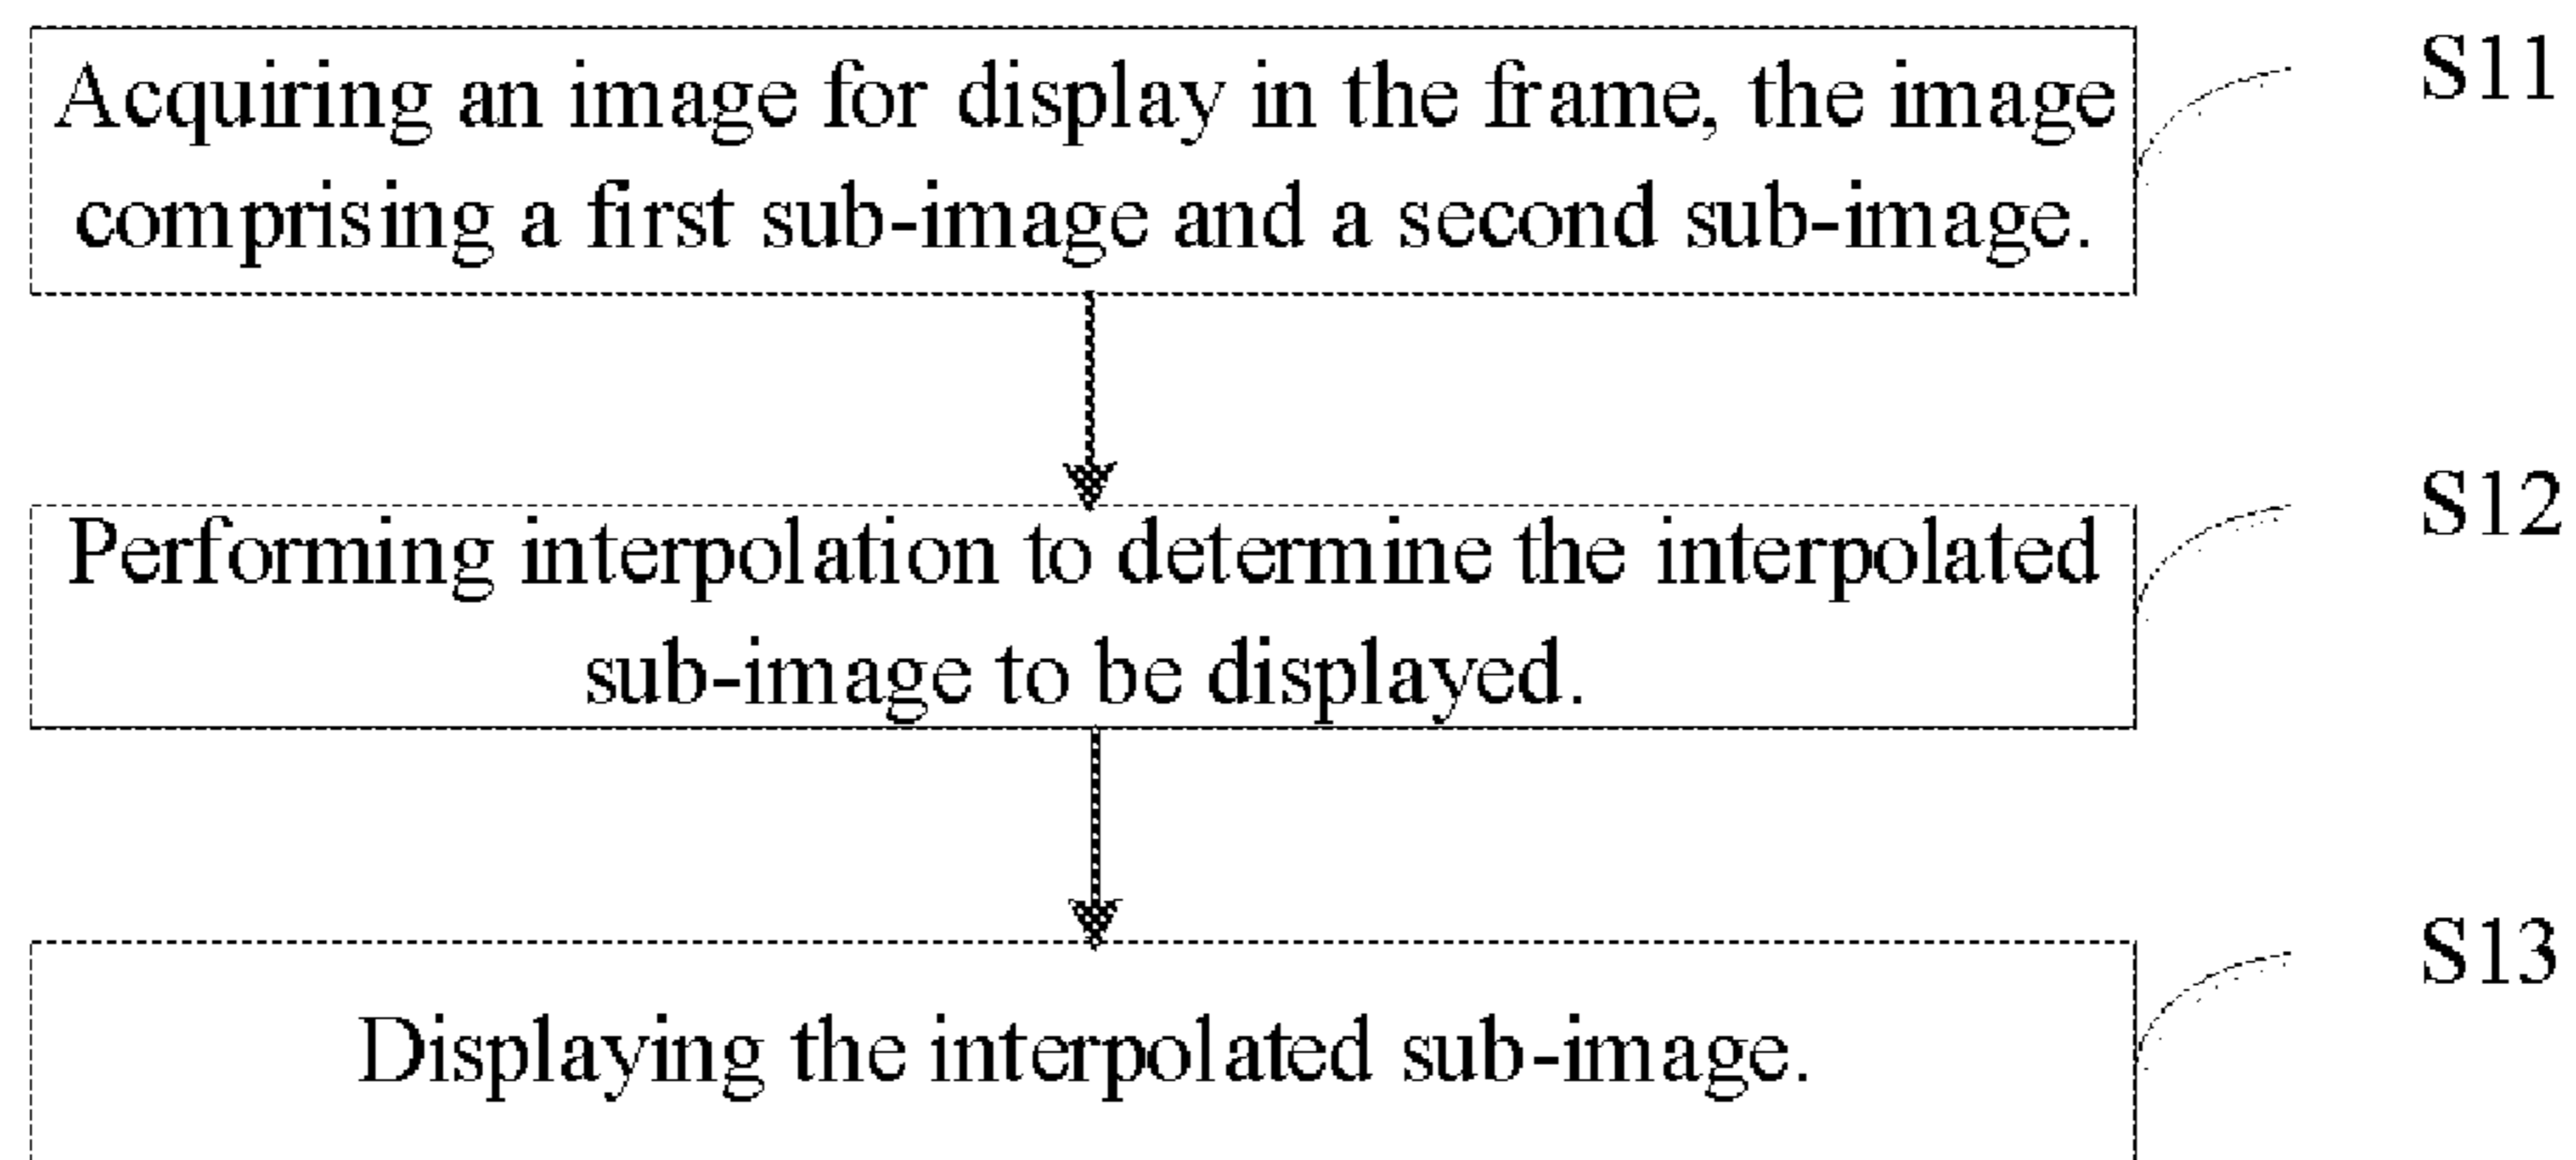 Acquiring an image for display in the frame, the image
comprising a first sub-image and a second sub-image.
S11
Performing interpolation to determine the interpolated
sub-image to be displayed.
S12
Displaying the interpolated sub-image.
S13